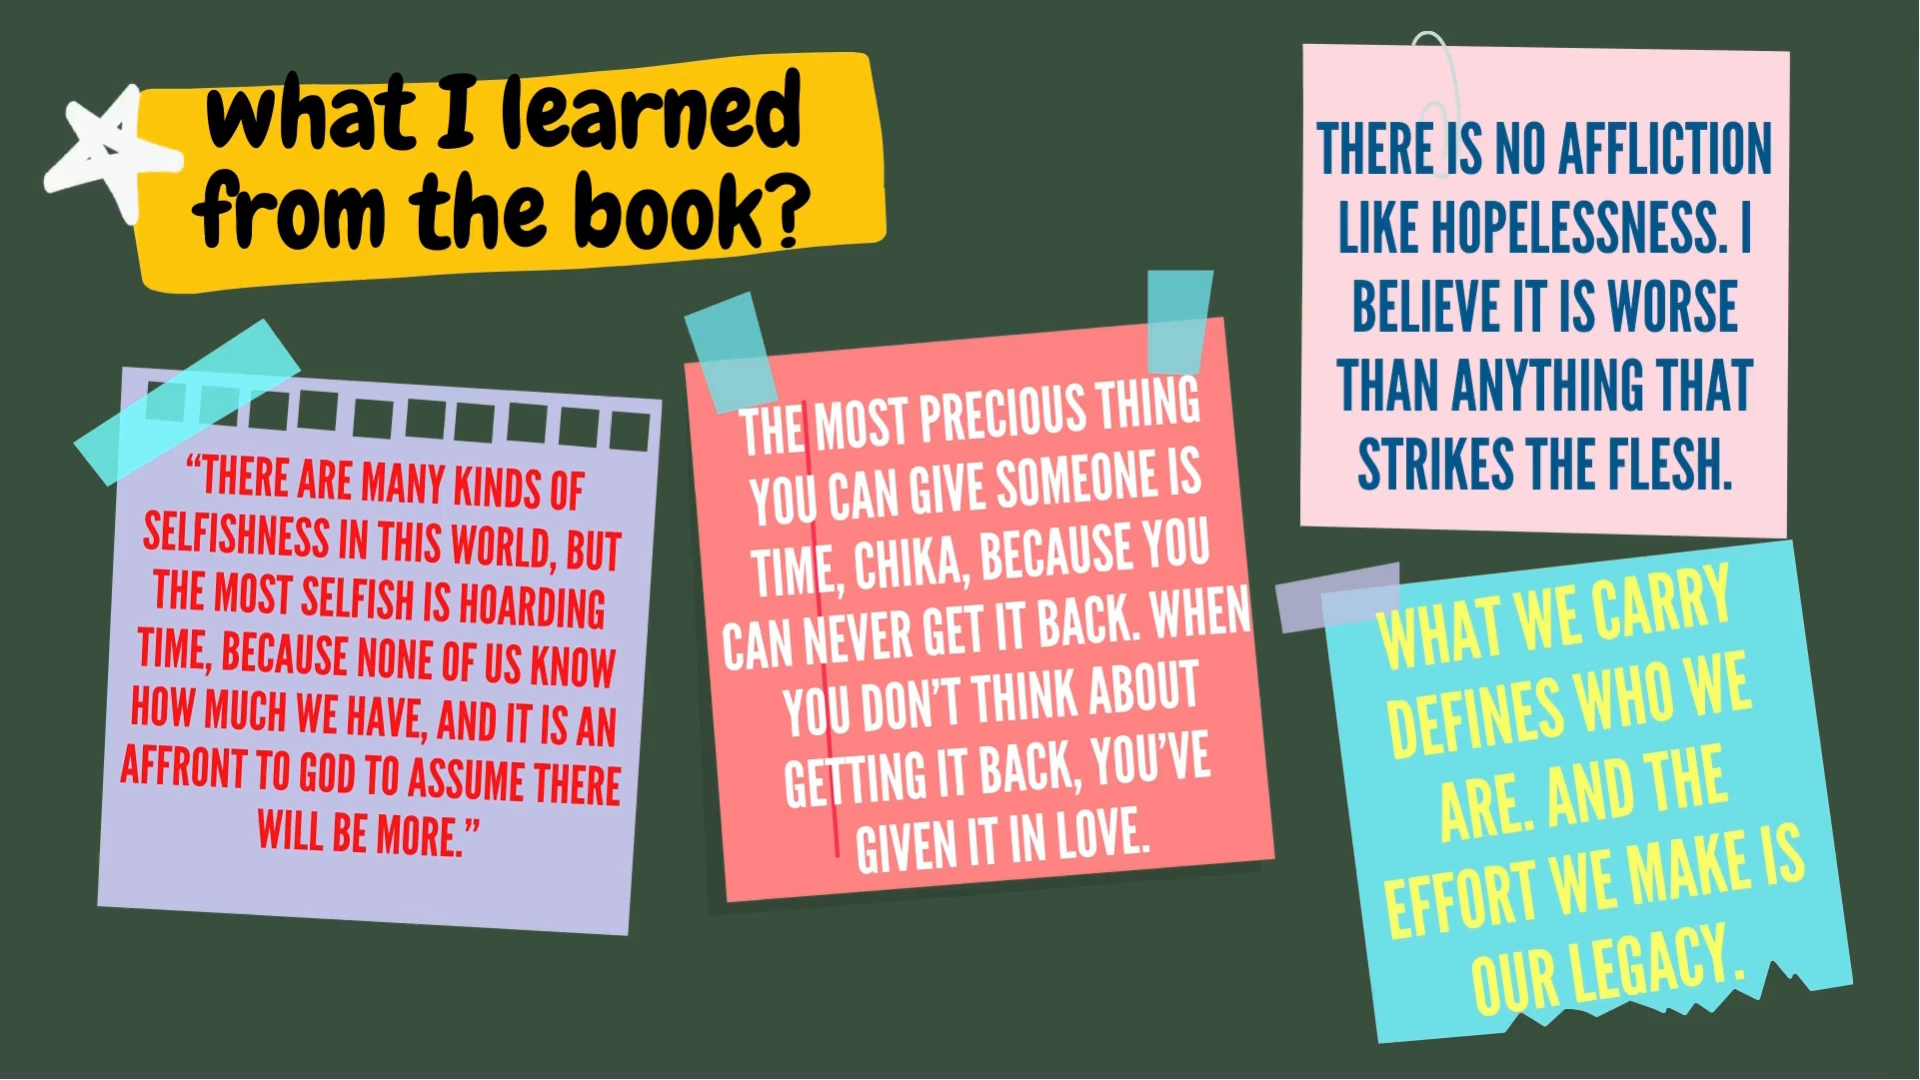 what I learned
from the book?
“THERE ARE MANY KINDS OF
SELFISHNESS IN THIS WORLD, BUT
THE MOST SELFISH IS HOARDING
TIME, BECAUSE NONE OF US KNOW
HOW MUCH WE HAVE, AND IT IS AN
AFFRONT TO GOD TO ASSUME THERE
WILL BE MORE.”
THE MOST PRECIOUS THING
YOU CAN GIVE SOMEONE IS
TIME, CHIKA, BECAUSE YOU
CAN NEVER GET IT BACK. WHEN
YOU DON’T THINK ABOUT
GETTING IT BACK, YOU’VE
GIVEN IT IN LOVE.
THERE IS NO AFFLICTION
LIKE HOPELESSNESS. I
BELIEVE IT IS WORSE
THAN ANYTHING THAT
STRIKES THE FLESH.
WHAT WE CARRY
DEFINES WHO WE
ARE. AND THE
EFFORT WE MAKE IS
OUR LEGACY.